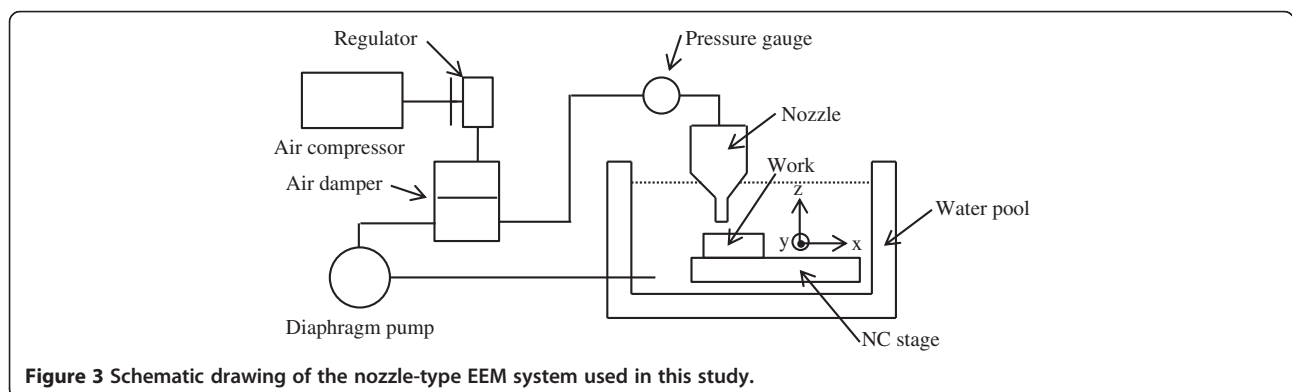 Regulator
Pressure gauge
Nozzle
Air compressor
Work
Air damper
z
Water pool
y
x
Diaphragm pump
NC stage
Figure 3 Schematic drawing of the nozzle-type EEM system used in this study.